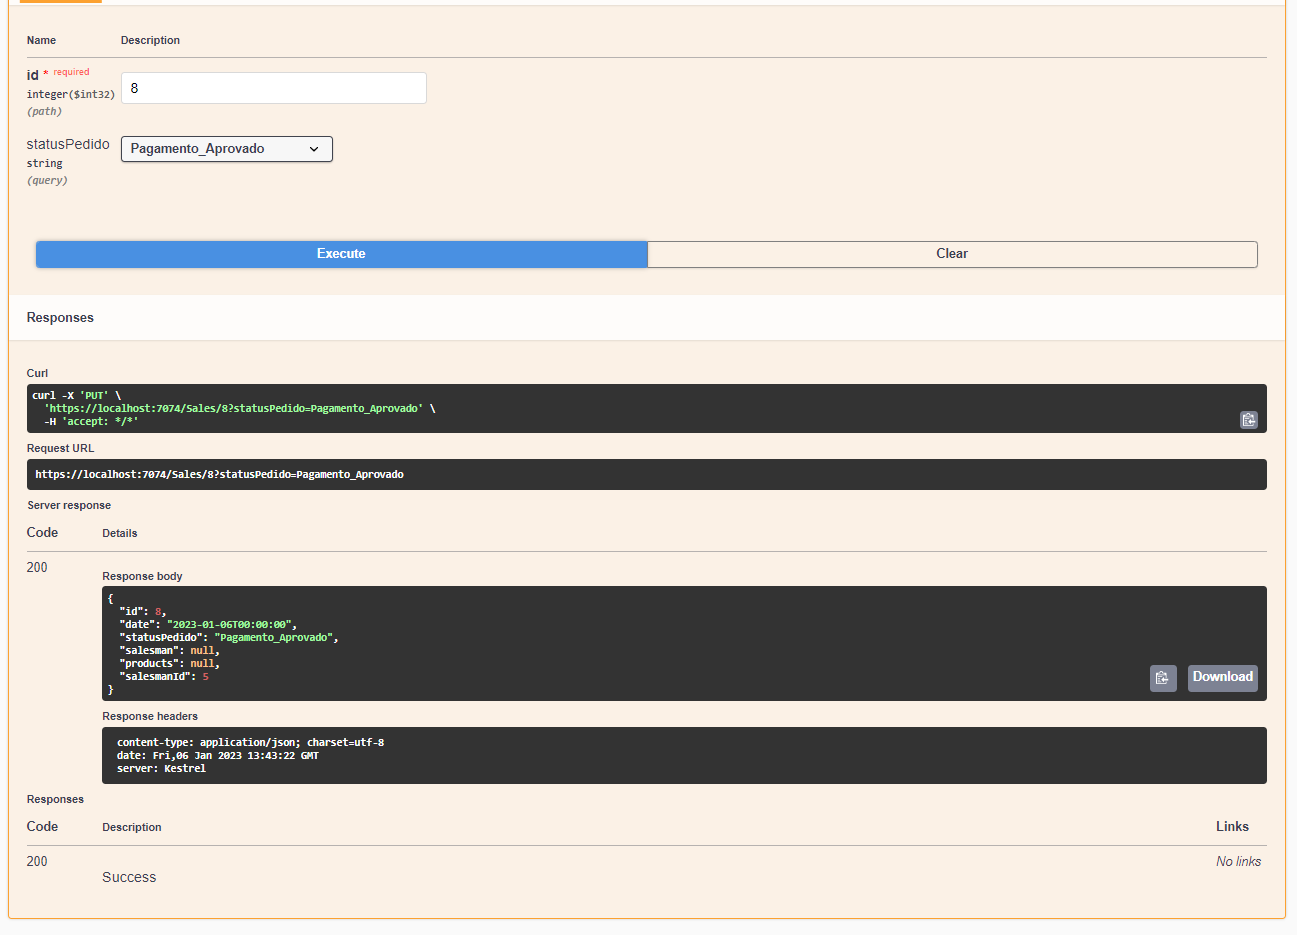 Name Description
id * required
integer($int32)
(path)
8
statusPedido
string
(query)
Pagamento_Aprovado
Execute Clear
Responses
Curl
curl -X 'PUT' \
  'https://localhost:7074/Sales/8?statusPedido=Pagamento_Aprovado' \
  -H 'accept: */*'
Request URL
https://localhost:7074/Sales/8?statusPedido=Pagamento_Aprovado
Server response
Code Details
200
Response body
{
  "id": 8,
  "date": "2023-01-06T00:00:00",
  "statusPedido": "Pagamento_Aprovado",
  "salesman": null,
  "products": null,
  "salesmanId": 5
}
Download
Response headers
content-type: application/json; charset=utf-8
date: Fri,06 Jan 2023 13:43:22 GMT
server: Kestrel
Responses
Code Description Links
200 No links
Success